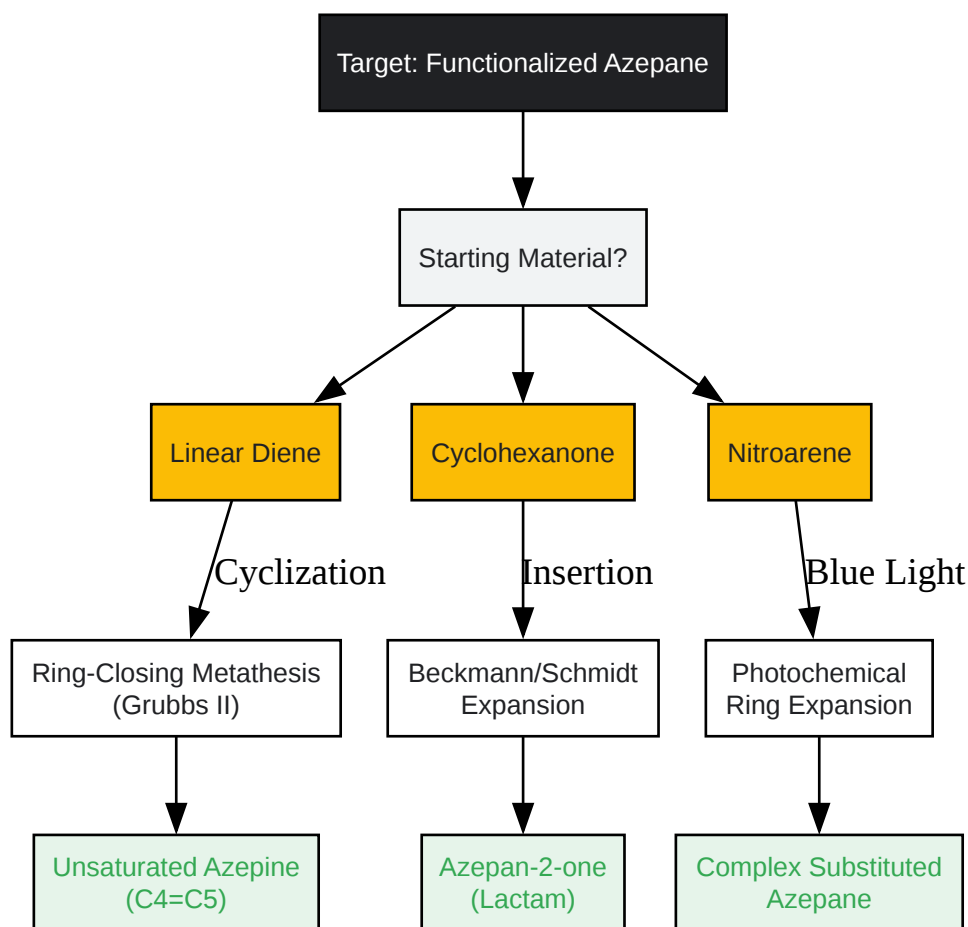 Target: Functionalized Azepane
Starting Material?
Linear Diene
Cyclohexanone
Nitroarene
Cyclization
Insertion
Blue Light
Ring-Closing Metathesis
(Grubbs II)
Beckmann/Schmidt
Expansion
Photochemical
Ring Expansion
Unsaturated Azepine
(C4=C5)
Azepan-2-one
(Lactam)
Complex Substituted
Azepane